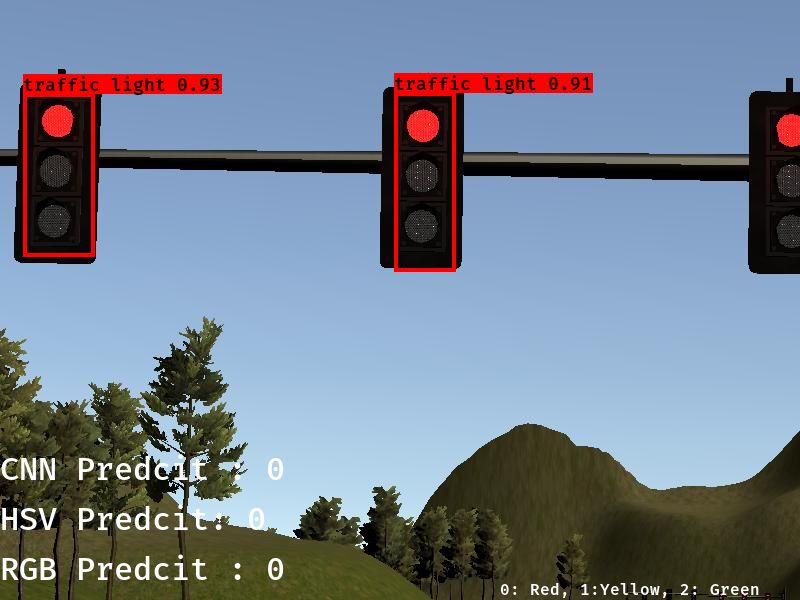 traffic light 0.93
traffic light 0.91
CNN Predcit : 0
HSV Predcit: 0
RGB Predcit : 0
0: Red, 1:Yellow, 2: Green